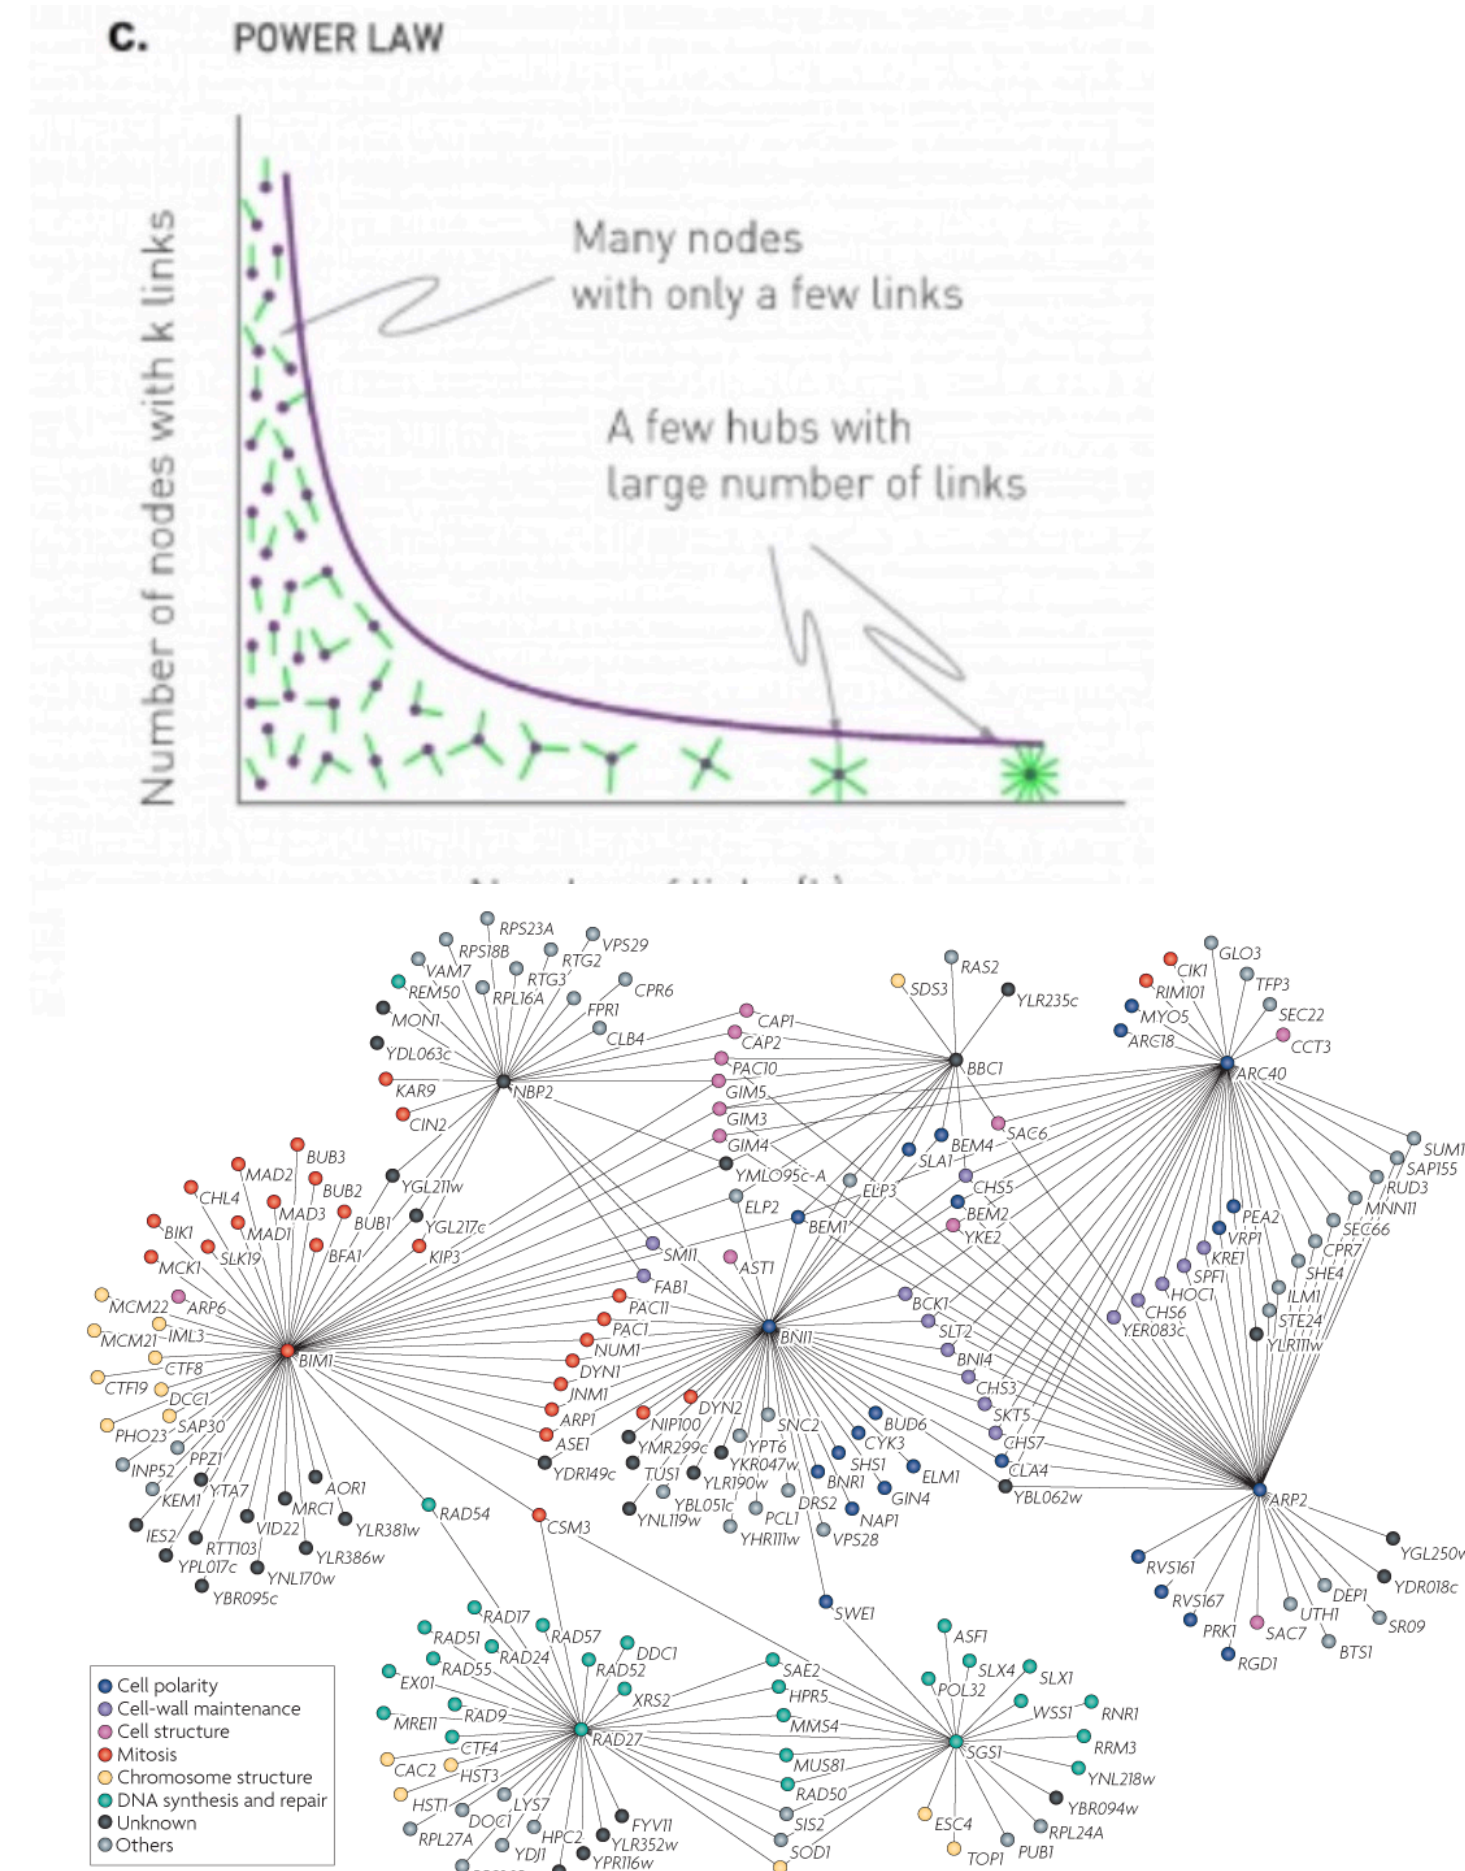 C. POWER LAW
Number of nodes with k links
Many nodes
with only a few links
A few hubs with
large number of links
RPS23A
RPS18B
VPS29
RTG2
VAM7
RTG3
REM50
RPL16A
CPR6
MON1
FPR1
CLB4
YDL063c
KAR9
NBP2
CIN2
CAP1
CAP2
PAC10
GIM5
GIM3
GIM4
YML095c-A
ELP2
RAS2
SDS3
YLR235c
BBC1
SAC6
BEM4
SLA1
ELP3
CHS5
BEM1
BEM2
YKE2
GLO3
CIK1
TFP3
RIM101
SEC22
MYO5
ARC18
CCT3
ARC40
SUM1
SAP155
RUD3
MNN11
SEC66
CPR7
SHE4
ILM1
STE24
YLR111w
PEA2
VRP1
KRE1
SPF1
HOC1
CHS6
YER083c
BUB3
MAD2
BUB2
CHL4
MAD3
BUB1
BIK1
MAD1
SLK19
BFA1
MCK1
YGL211w
YGL217c
KIP3
MCM22
ARP6
MCM21
IML3
CTF8
CTF19
DCC1
SAP30
PHO23
PPZ1
INP52
YTA7
KEM1
AOR1
MRC1
VID22
YLR381w
IES2
RTT103
YLR386w
YPL017c
YNL170w
YBR095c
BIM1
SMI1
FAB1
AST1
PAC11
PAC1
NUM1
DYN1
JNM1
ARP1
ASE1
YDR149c
BNI1
BCK1
SLT2
BNI4
CHS3
SKT5
CHS7
CLA4
YBL062w
DYN2
NIP100
SNC2
BUD6
YMR299c
YPT6
CYK3
YKR047w
SHS1
TUS1
YLR190w
BNR1
ELM1
YBL051c
DRS2
GIN4
YNL119w
PCL1
NAP1
YHR111w
VPS28
RAD54
CSM3
SWE1
ARP2
YGL250w
RVS161
YDR018c
RVS167
DEP1
UTH1
PRK1
SAC7
SR09
RGD1
BTS1
RAD17
RAD51
RAD57
RAD24
DDC1
RAD55
RAD52
EX01
XRS2
RAD9
MRE11
RAD27
CTF4
CAC2
HST3
HST1
LYS7
DOC1
FYV11
RPL27A
HPC2
YLR352w
YDJ1
YPR116w
SAE2
HPR5
MMS4
MUS81
RAD50
SIS2
SOD1
ASF1
SLX4
SLX1
POL32
WSS1
RNR1
SGS1
RRM3
YNL218w
YBR094w
ESC4
RPL24A
TOP1
PUB1
Cell polarity
Cell-wall maintenance
Cell structure
Mitosis
Chromosome structure
DNA synthesis and repair
Unknown
Others